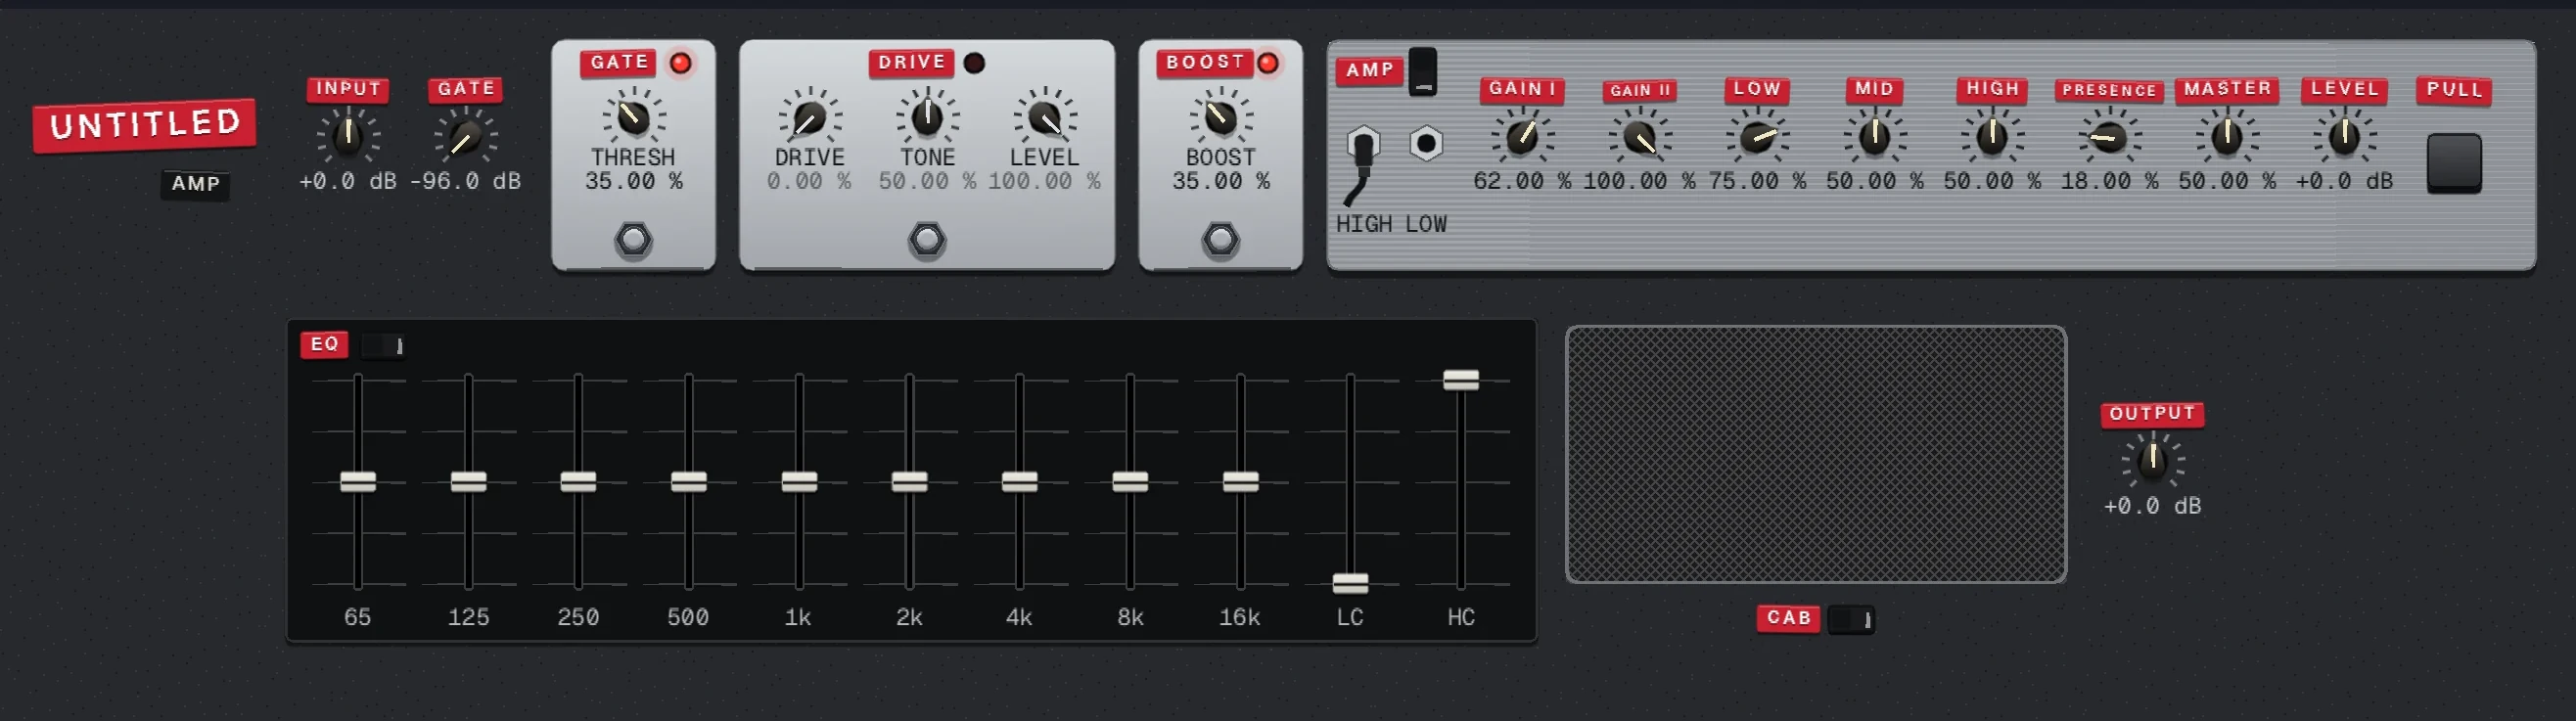 UNTITLED
AMP
INPUT
+0.0 dB
GATE
-96.0 dB
GATE
THRESH
35.00 %
DRIVE
DRIVE
0.00 %
TONE
50.00 %
LEVEL
100.00 %
BOOST
BOOST
35.00 %
AMP
HIGH LOW
GAIN I
62.00 %
GAIN II
100.00 %
LOW
75.00 %
MID
50.00 %
HIGH
50.00 %
PRESENCE
18.00 %
MASTER
50.00 %
LEVEL
+0.0 dB
PULL
EQ
65 125 250 500 1k 2k 4k 8k 16k LC HC
CAB
OUTPUT
+0.0 dB